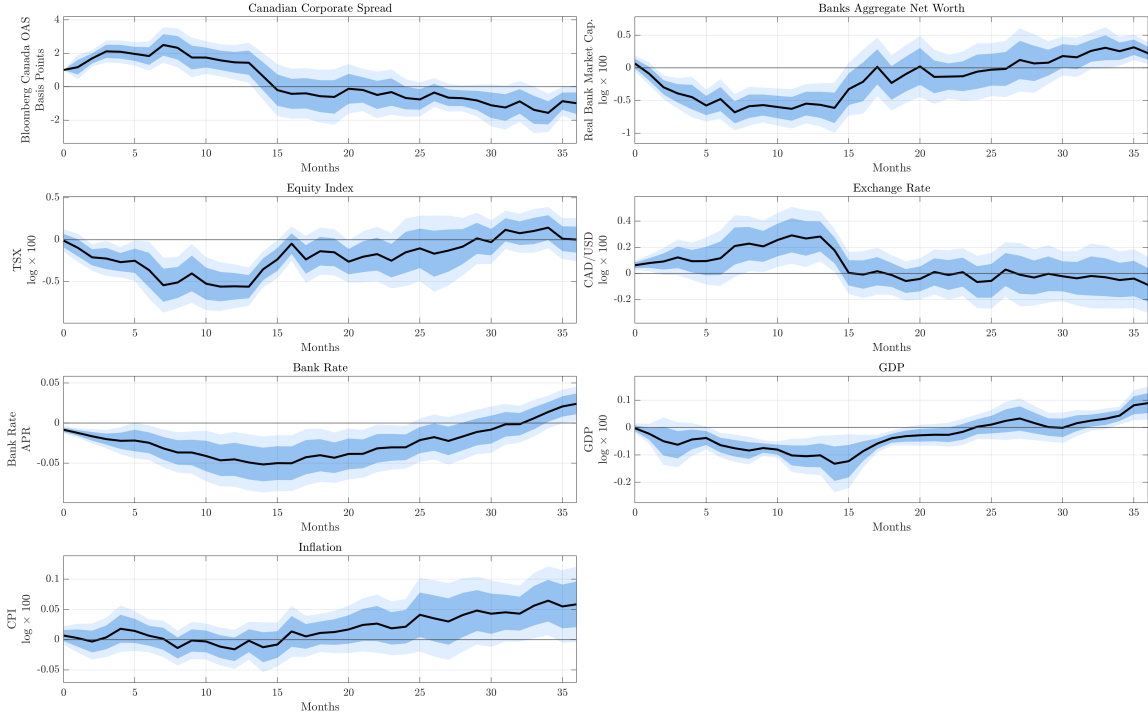 Canadian Corporate Spread
Bloomberg Canada OAS
Basis Points
4
2
0
-2
0 5 10 15 20 25 30 35
Months
Banks Aggregate Net Worth
Real Bank Market Cap.
log × 100
0.5
0
-0.5
-1
0 5 10 15 20 25 30 35
Months
Equity Index
TSX
log × 100
0.5
0
-0.5
0 5 10 15 20 25 30 35
Months
Exchange Rate
CAD/USD
log × 100
0.4
0.2
0
-0.2
0 5 10 15 20 25 30 35
Months
Bank Rate
Bank Rate
APR
0.05
0
-0.05
0 5 10 15 20 25 30 35
Months
GDP
GDP
log × 100
0.1
0
-0.1
-0.2
0 5 10 15 20 25 30 35
Months
Inflation
CPI
log × 100
0.1
0.05
0
-0.05
0 5 10 15 20 25 30 35
Months